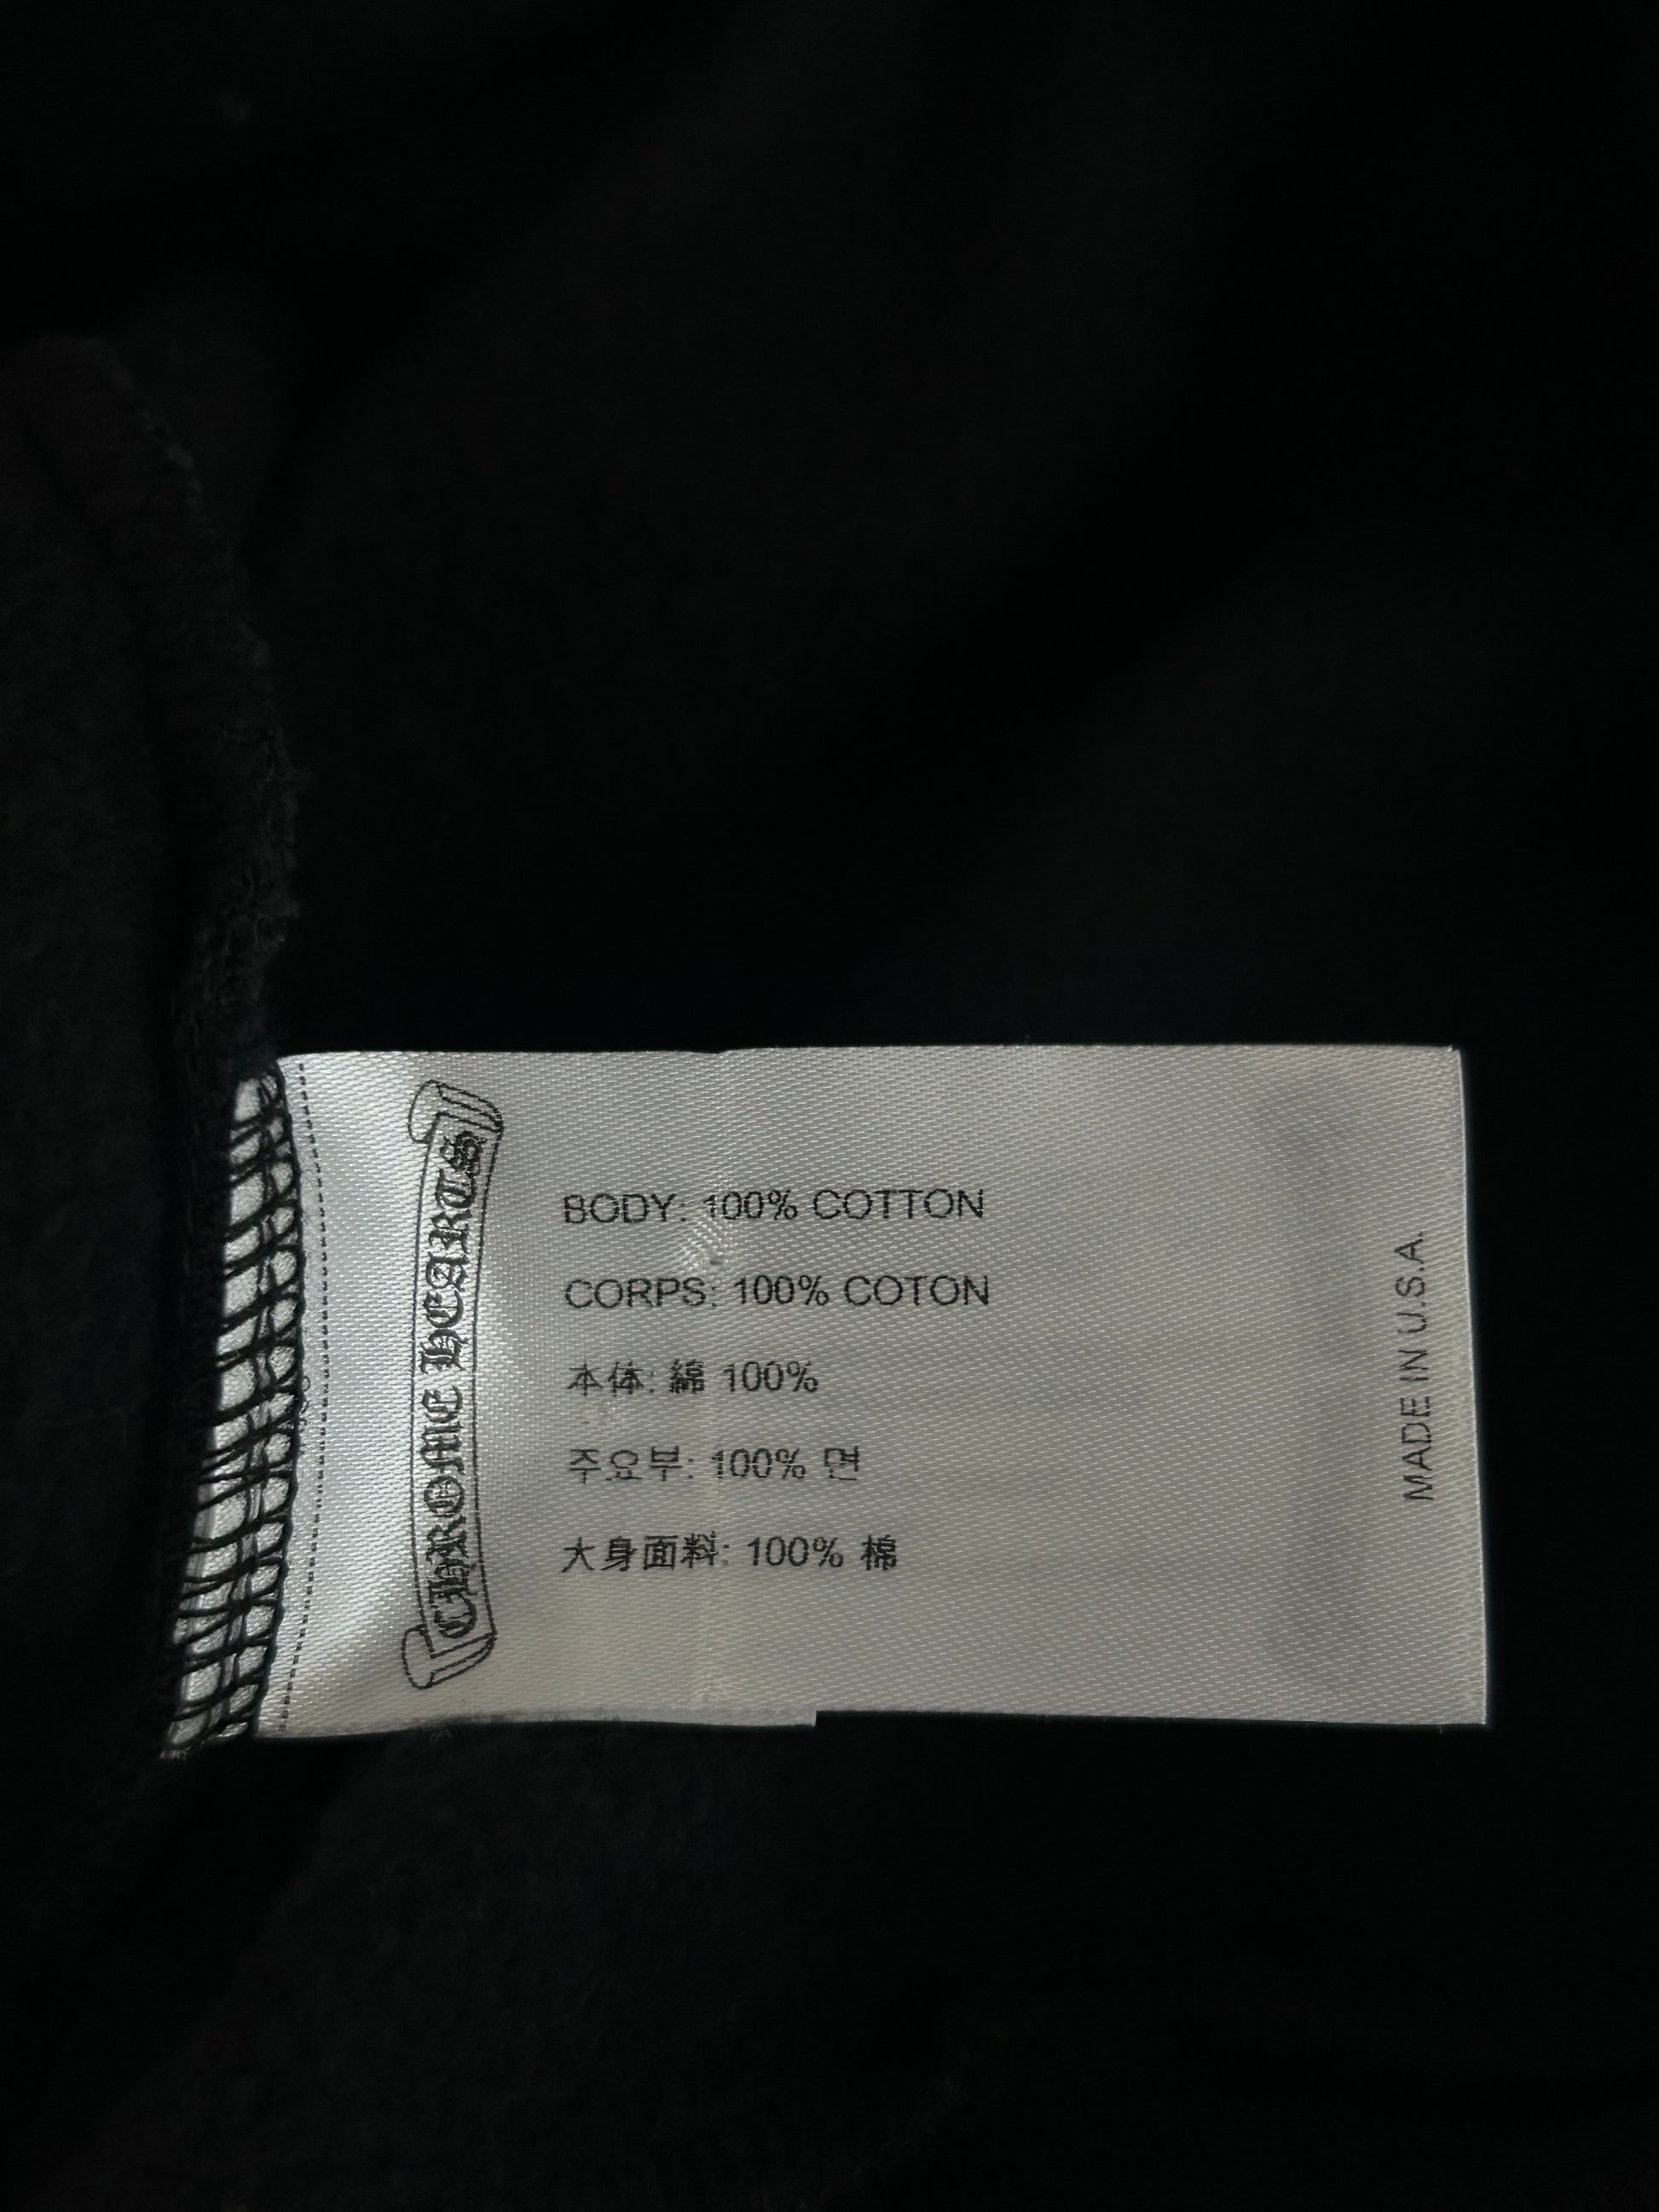 CHROME HEARTS
BODY: 100% COTTON
CORPS: 100% COTON
本体: 綿 100%
주요부: 100% 면
大身面料: 100% 棉
MADE IN U.S.A.